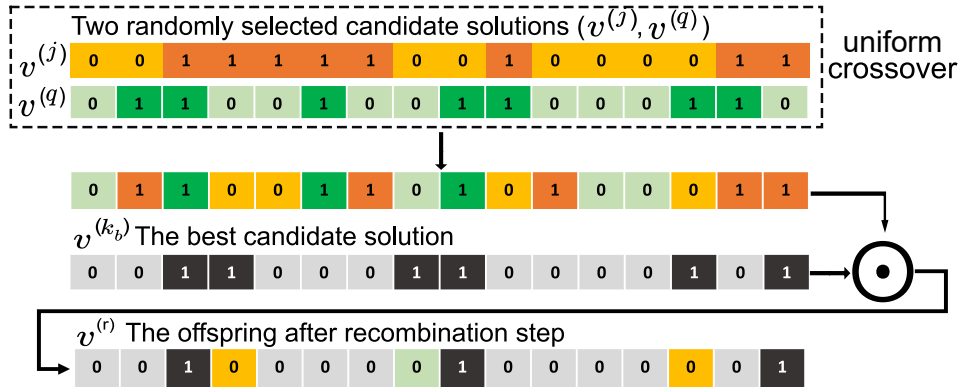 Two randomly selected candidate solutions (v^(j), v^(q))
v^(j) 0 0 1 1 1 1 1 0 0 1 0 0 0 0 1 1
uniform crossover
v^(q) 0 1 1 0 0 1 0 0 1 1 0 0 0 1 1 0
0 1 1 0 0 1 1 0 1 0 1 0 0 0 1 1
v^(k_b) The best candidate solution
0 0 1 1 0 0 0 1 1 0 0 0 0 1 0 1
v^(r) The offspring after recombination step
0 0 1 0 0 0 0 0 1 0 0 0 0 0 0 1